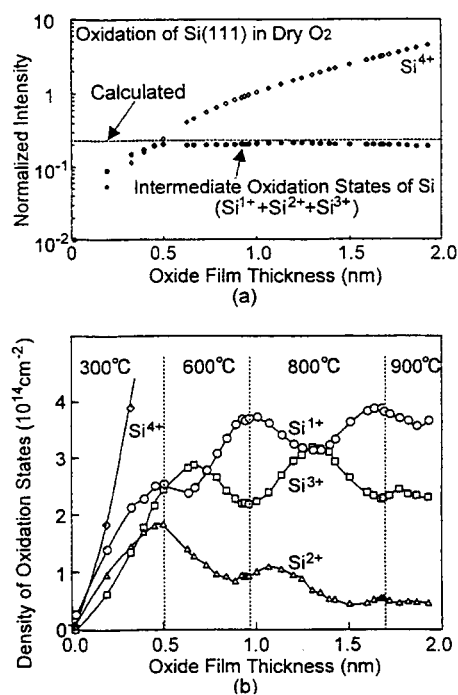 Oxidation of Si(111) in Dry O2
Normalized Intensity
10
1
10-1
10-2
Calculated
Si4+
Intermediate Oxidation States of Si
(Si1++Si2++Si3+)
0
0.5
1.0
1.5
2.0
Oxide Film Thickness (nm)
(a)
300℃
600℃
800℃
900℃
Density of Oxidation States (10^14cm-2)
4
3
2
1
0
Si4+
Si1+
Si3+
Si2+
0.0
0.5
1.0
1.5
2.0
Oxide Film Thickness (nm)
(b)